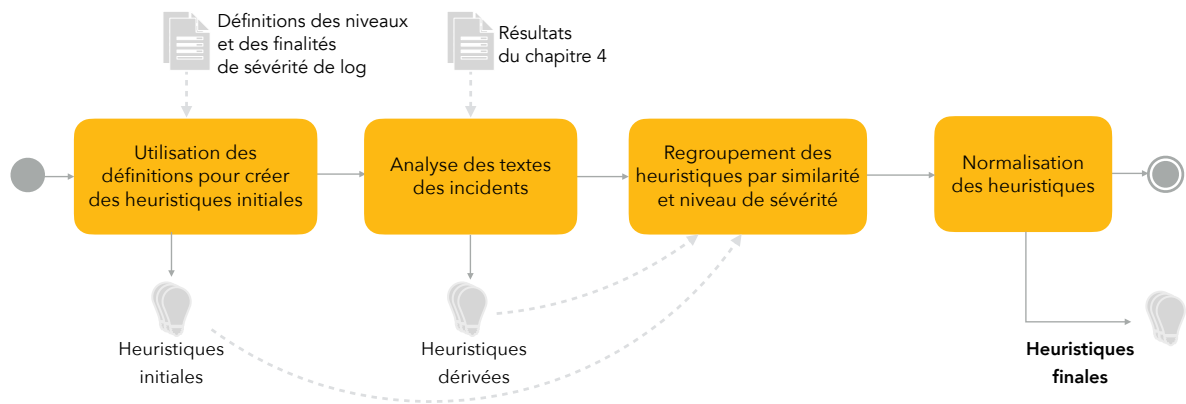 Définitions des niveaux
et des finalités
de sévérité de log
Résultats
du chapitre 4
Utilisation des
définitions pour créer
des heuristiques initiales
Analyse des textes
des incidents
Regroupement des
heuristiques par similarité
et niveau de sévérité
Normalisation
des heuristiques
Heuristiques
initiales
Heuristiques
dérivées
Heuristiques
finales